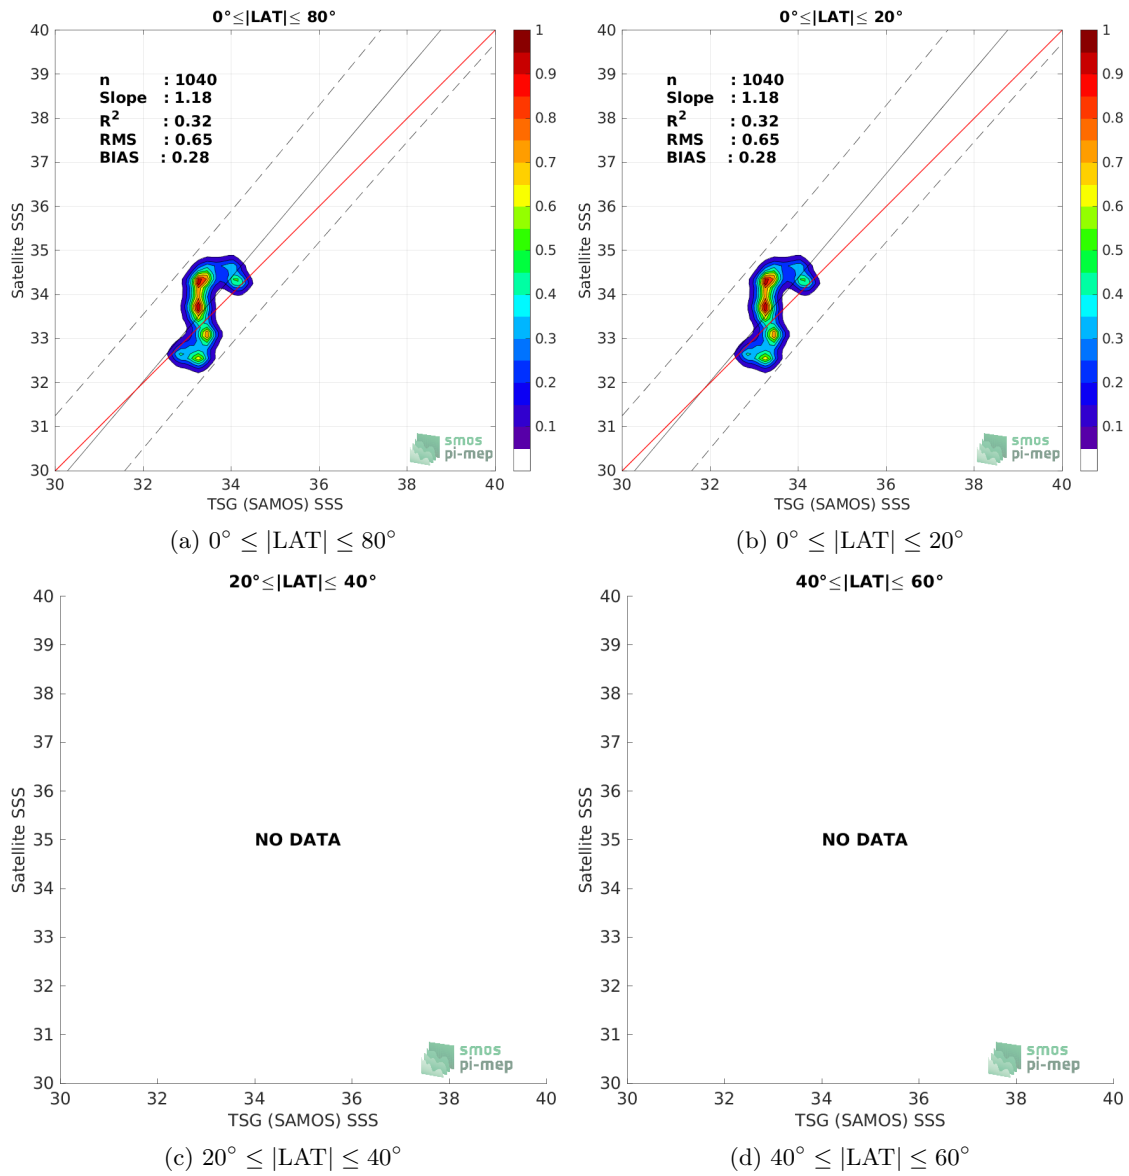 0°≤|LAT|≤ 80°
n : 1040
Slope : 1.18
R² : 0.32
RMS : 0.65
BIAS : 0.28
Satellite SSS
40
39
38
37
36
35
34
33
32
31
30
30 32 34 36 38 40
TSG (SAMOS) SSS
1
0.9
0.8
0.7
0.6
0.5
0.4
0.3
0.2
0.1
smos
pi-mep
(a) 0° ≤ |LAT| ≤ 80°
0°≤|LAT|≤ 20°
n : 1040
Slope : 1.18
R² : 0.32
RMS : 0.65
BIAS : 0.28
Satellite SSS
40
39
38
37
36
35
34
33
32
31
30
30 32 34 36 38 40
TSG (SAMOS) SSS
1
0.9
0.8
0.7
0.6
0.5
0.4
0.3
0.2
0.1
smos
pi-mep
(b) 0° ≤ |LAT| ≤ 20°
20°≤|LAT|≤ 40°
Satellite SSS
40
39
38
37
36
35
34
33
32
31
30
NO DATA
30 32 34 36 38 40
TSG (SAMOS) SSS
smos
pi-mep
(c) 20° ≤ |LAT| ≤ 40°
40°≤|LAT|≤ 60°
Satellite SSS
40
39
38
37
36
35
34
33
32
31
30
NO DATA
30 32 34 36 38 40
TSG (SAMOS) SSS
smos
pi-mep
(d) 40° ≤ |LAT| ≤ 60°